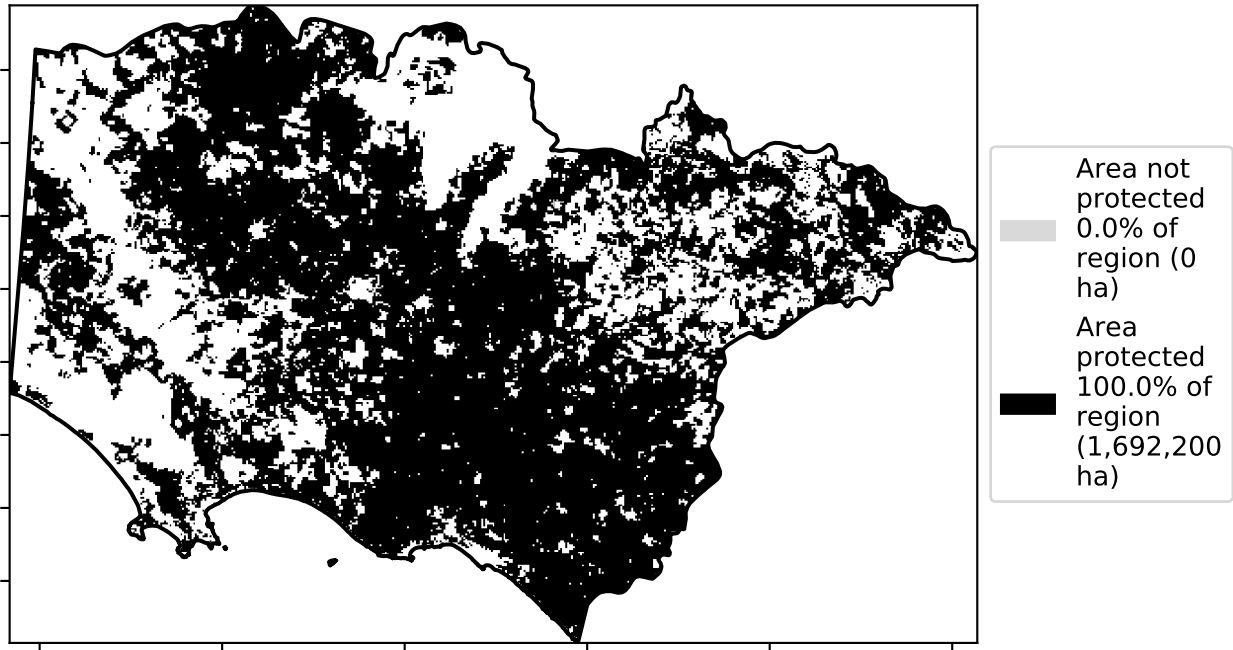 Area not
protected
0.0% of
region (0
ha)
Area
protected
100.0% of
region
(1,692,200
ha)